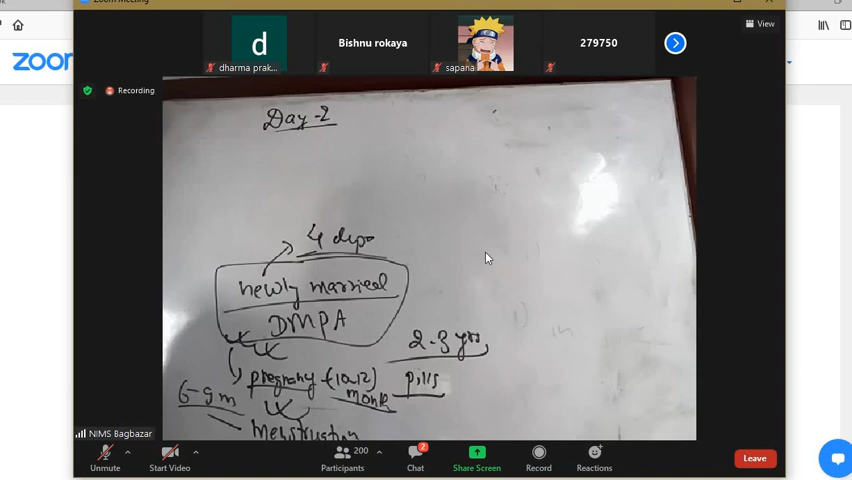 Zoom Meeting
zoom
View
d
Bishnu rokaya
279750
dharma prak...
sapana
Recording
Day-2
4 depo
newly married
DMPA
2-3 yrs
pregnancy - (10-12)
month
pills
6-9m
Menstruation
NIMS Bagbazar
200
2
Unmute
Start Video
Participants
Chat
Share Screen
Record
Reactions
Leave